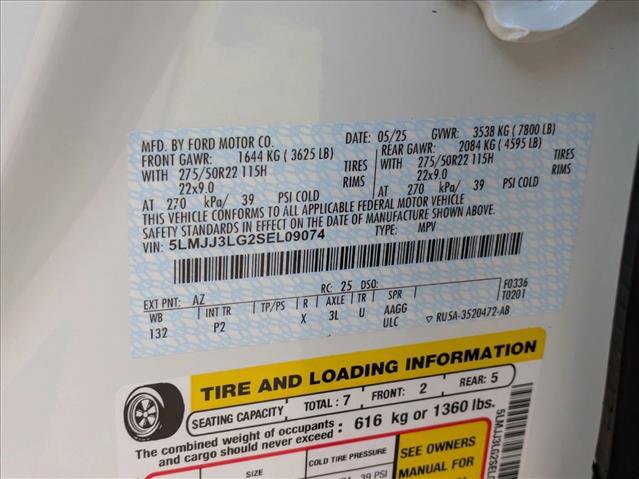 MFD. BY FORD MOTOR CO. DATE: 05/25 GVWR: 3538 KG ( 7800 LB)
FRONT GAWR: 1644 KG ( 3625 LB) REAR GAWR: 2084 KG ( 4595 LB)
WITH 275/50R22 115H TIRES WITH 275/50R22 115H TIRES
22x9.0 RIMS 22x9.0 RIMS
AT 270 kPa/ 39 PSI COLD AT 270 kPa/ 39 PSI COLD
THIS VEHICLE CONFORMS TO ALL APPLICABLE FEDERAL MOTOR VEHICLE
SAFETY STANDARDS IN EFFECT ON THE DATE OF MANUFACTURE SHOWN ABOVE.
VIN: 5LMJJ3LG2SEL09074 TYPE: MPV
EXT PNT: AZ RC: 25 DSO: F0336
WB INT TR TP/PS R AXLE TR SPR T0201
132 P2 X 3L U AAGG
ULC ▽ RU5A-3520472-AB
TIRE AND LOADING INFORMATION
SEATING CAPACITY TOTAL: 7 FRONT: 2 REAR: 5
The combined weight of occupants and cargo should never exceed: 616 kg or 1360 lbs.
SIZE COLD TIRE PRESSURE SEE OWNERS
39 PSI MANUAL FOR